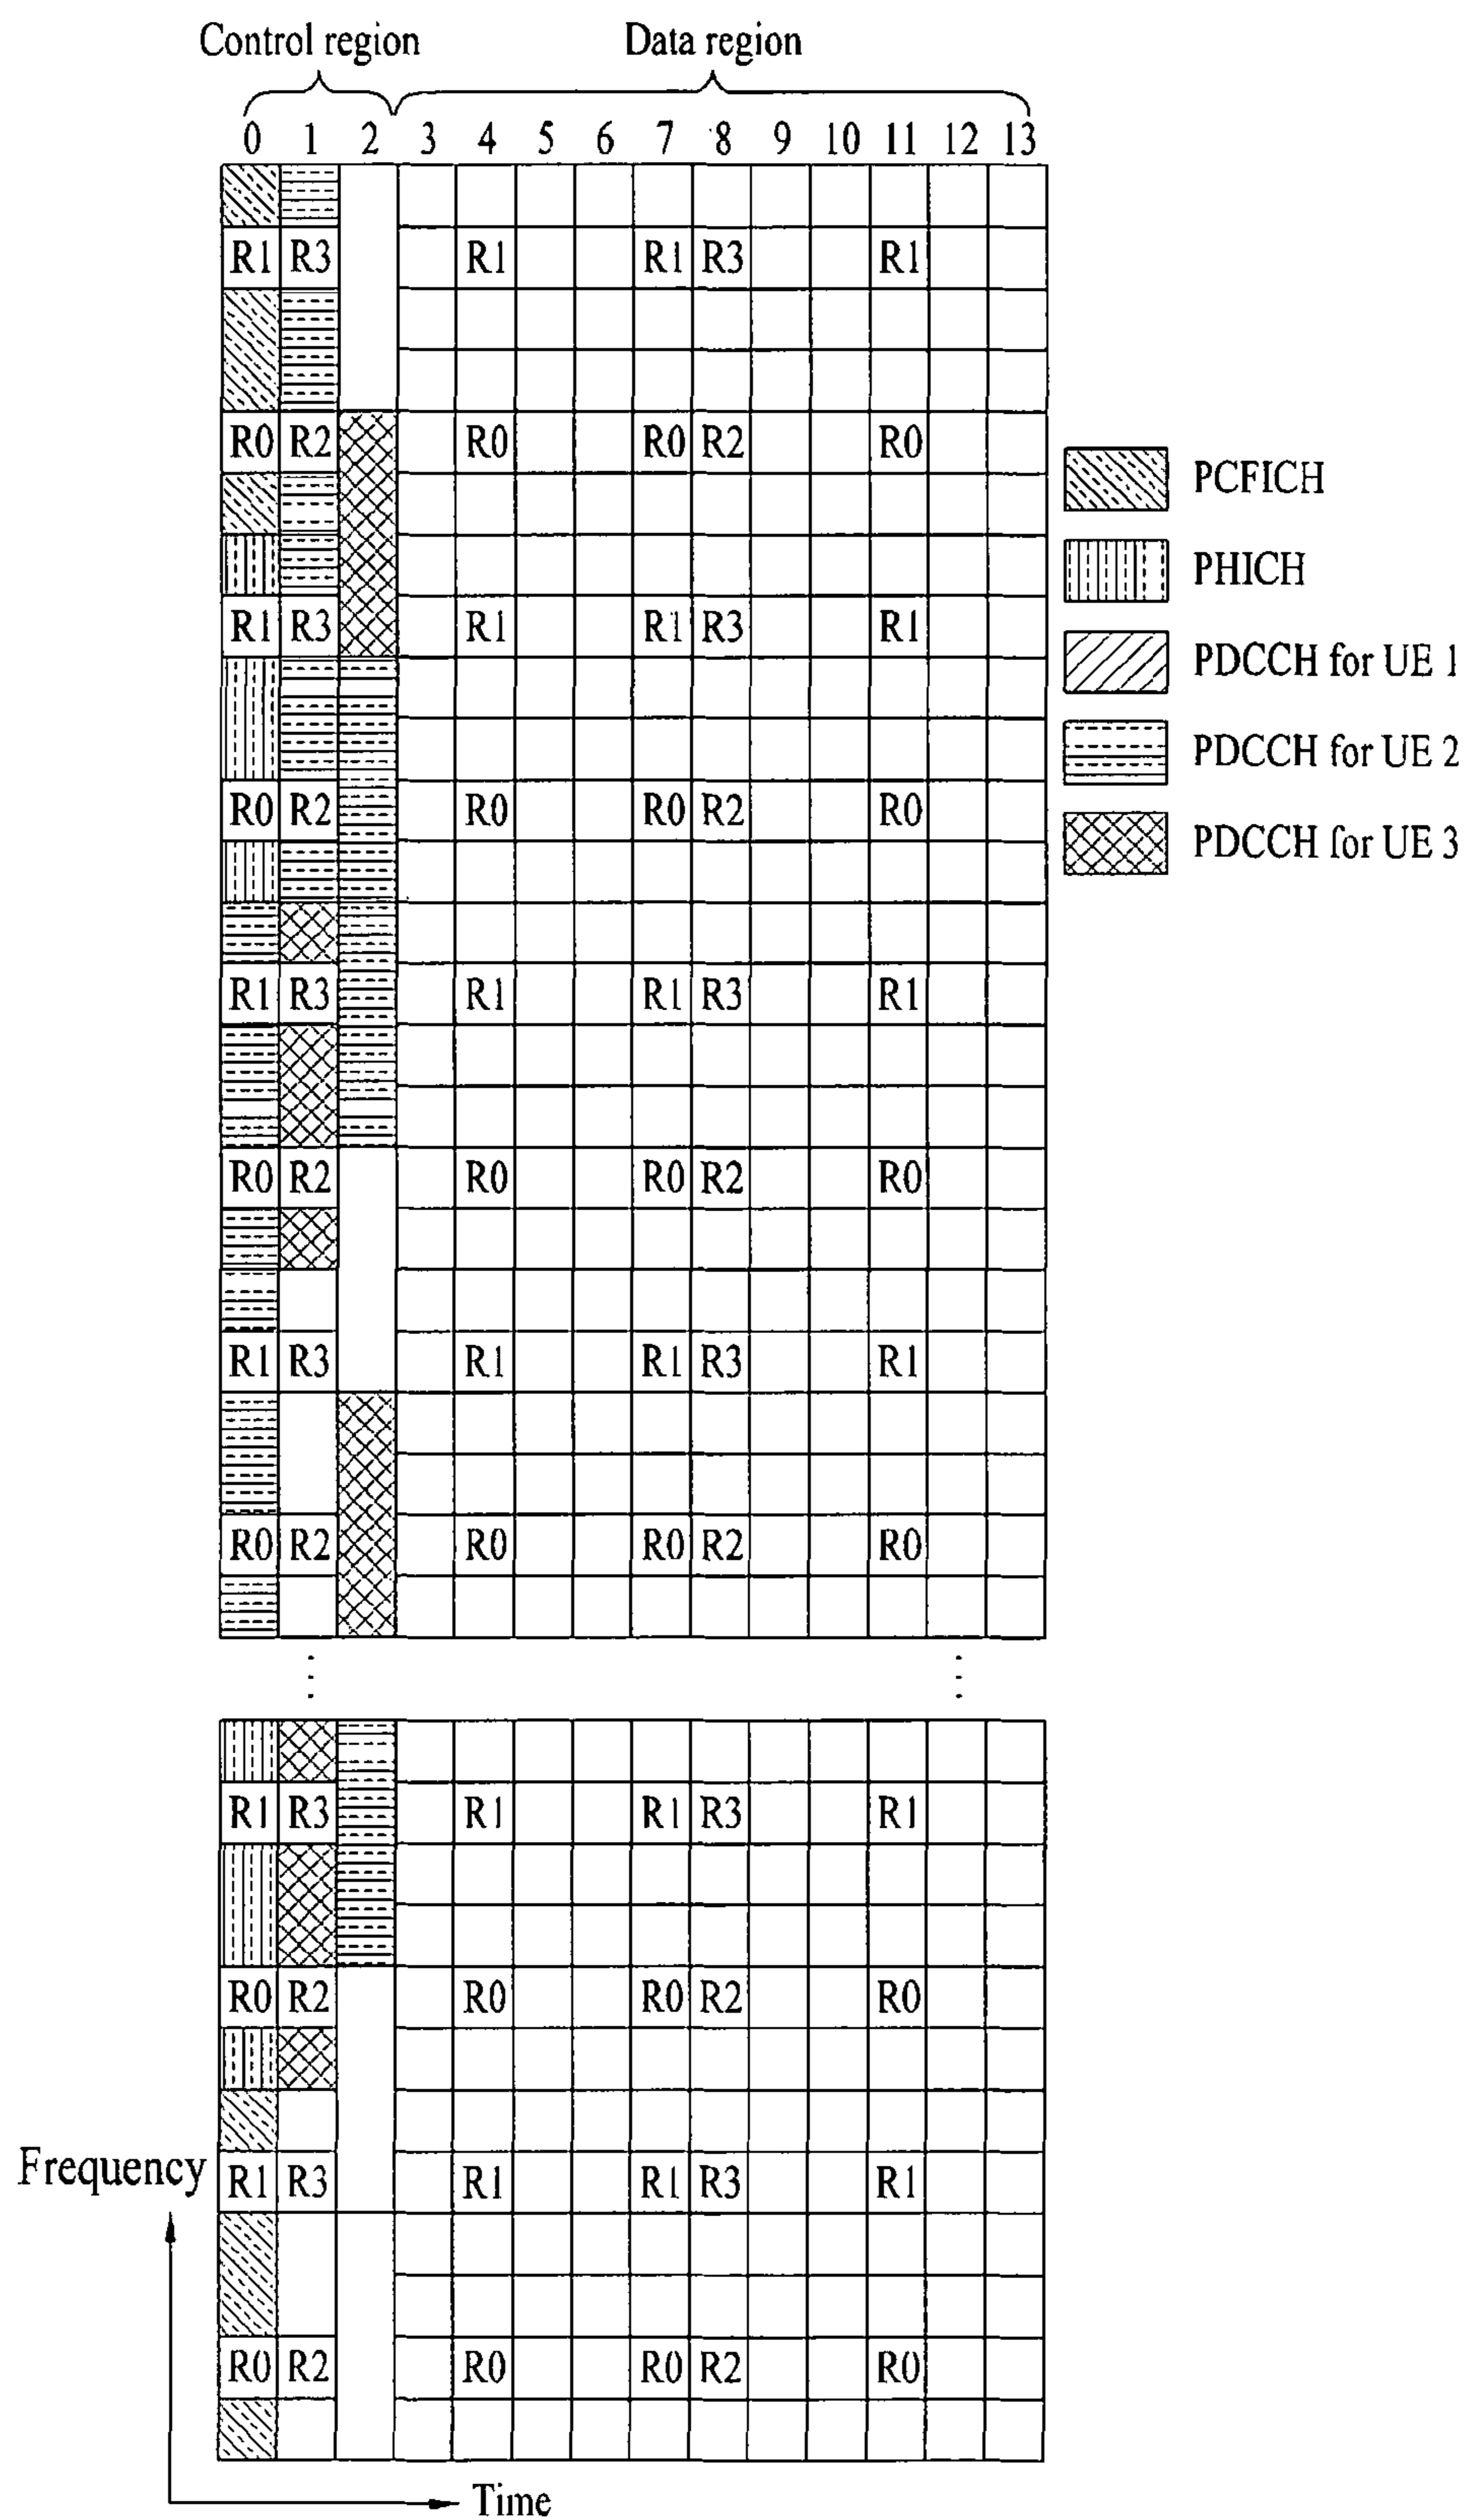 Control region Data region
0 1 2 3 4 5 6 7 8 9 10 11 12 13
R1 R3 R1 R1 R3 R1
R0 R2 R0 R0 R2 R0
PCFICH
PHICH
R1 R3 R1 R1 R3 R1
PDCCH for UE 1
PDCCH for UE 2
R0 R2 R0 R0 R2 R0
PDCCH for UE 3
R1 R3 R1 R1 R3 R1
R0 R2 R0 R0 R2 R0
R1 R3 R1 R1 R3 R1
R0 R2 R0 R0 R2 R0
R1 R3 R1 R1 R3 R1
R0 R2 R0 R0 R2 R0
Frequency
R1 R3 R1 R1 R3 R1
R0 R2 R0 R0 R2 R0
Time